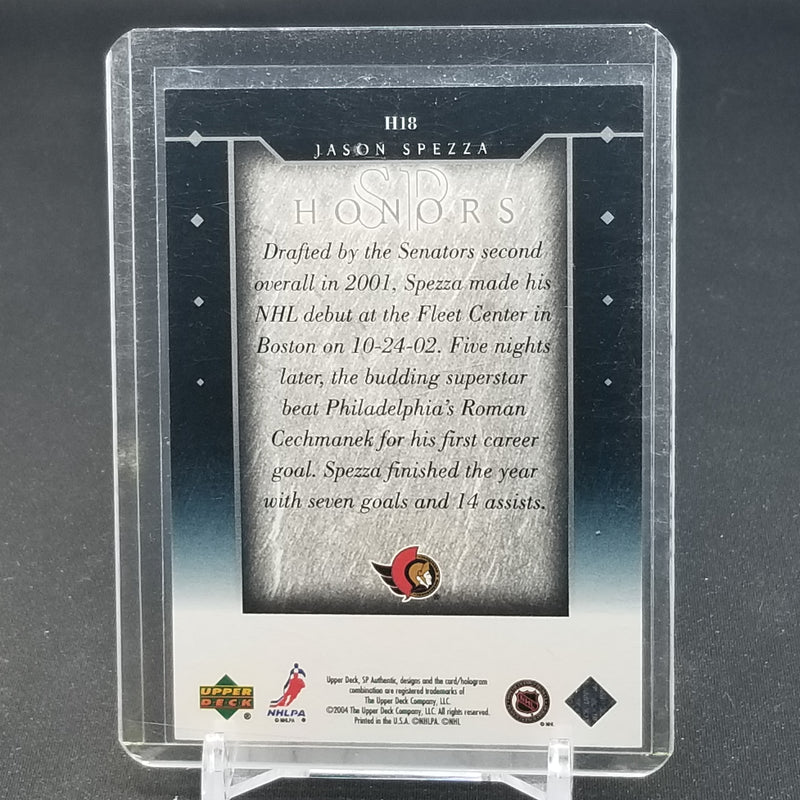 H18
JASON SPEZZA
SP
HONORS
Drafted by the Senators second
overall in 2001, Spezza made his
NHL debut at the Fleet Center in
Boston on 10-24-02. Five nights
later, the budding superstar
beat Philadelphia's Roman
Cechmanek for his first career
goal. Spezza finished the year
with seven goals and 14 assists.
UPPER
DECK
®
NHLPA
© NHLPA ®
Upper Deck, SP Authentic, designs and the card/hologram
combination are registered trademarks of
The Upper Deck Company, LLC.
©2004 The Upper Deck Company, LLC. All rights reserved.
Printed in the U.S.A. ©NHLPA. ©NHL
NHL
© NHL